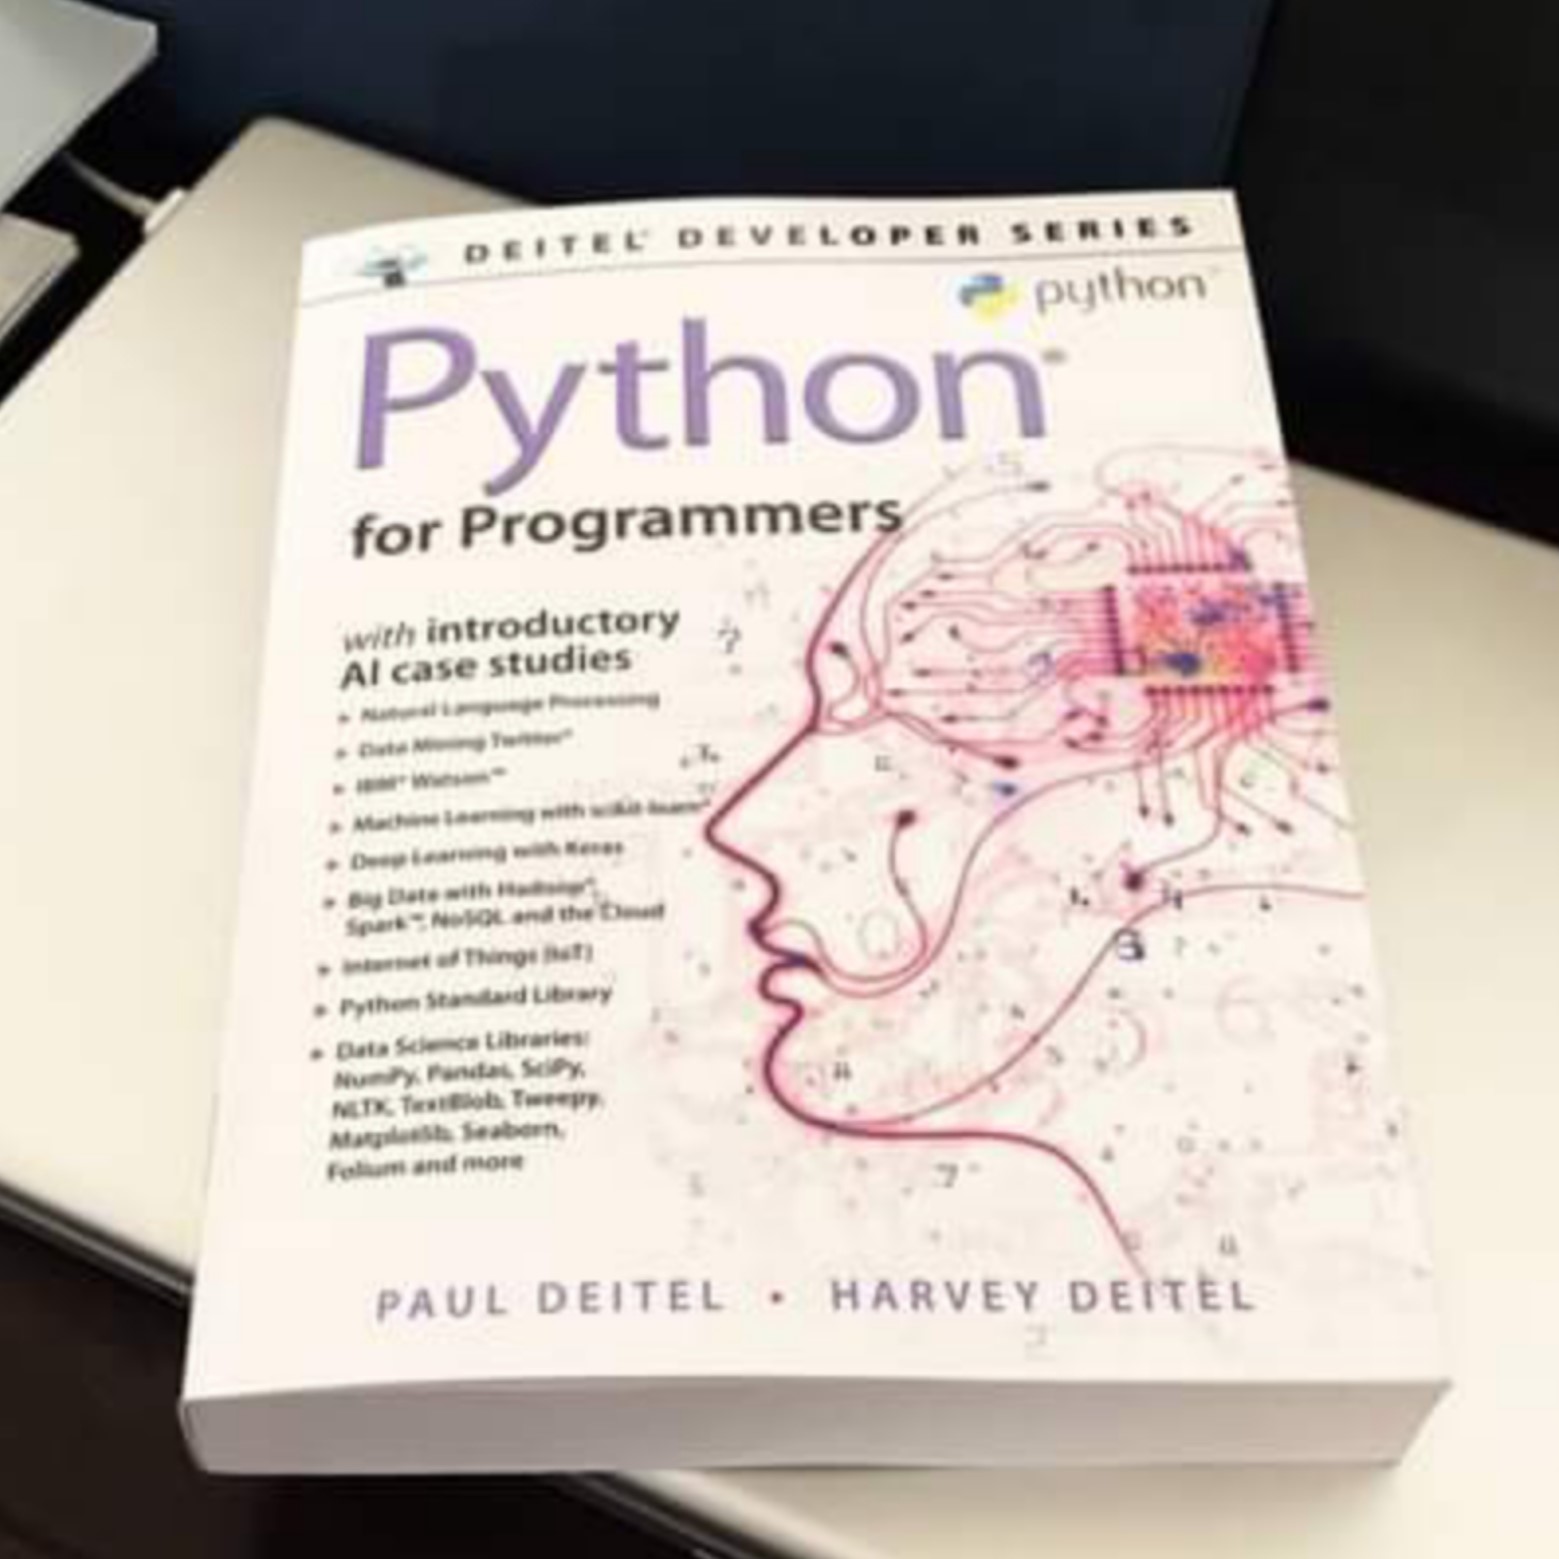 DEITEL® DEVELOPER SERIES
python™
Python®
for Programmers
with introductory
AI case studies
» Natural Language Processing
» Data Mining Twitter®
» IBM® Watson™
» Machine Learning with scikit-learn®
» Deep Learning with Keras
» Big Data with Hadoop®,
Spark™, NoSQL and the Cloud
» Internet of Things (IoT)
» Python Standard Library
» Data Science Libraries:
NumPy, Pandas, SciPy,
NLTK, TextBlob, Tweepy,
Matplotlib, Seaborn,
Folium and more
PAUL DEITEL • HARVEY DEITEL